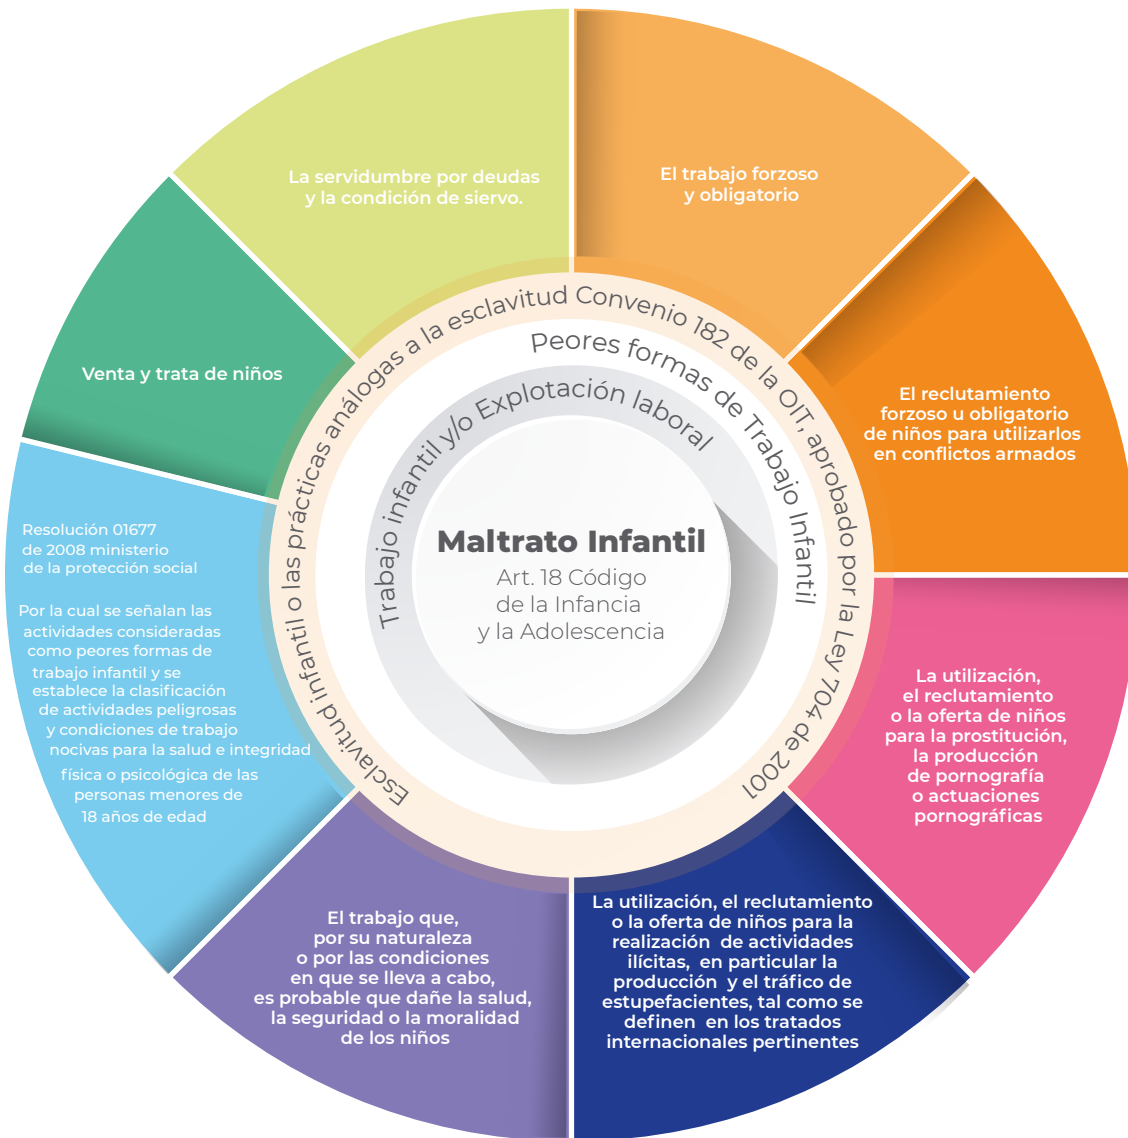 Maltrato Infantil
Art. 18 Código
de la Infancia
y la Adolescencia
Trabajo infantil y/o Explotación laboral
Peores formas de Trabajo Infantil
Esclavitud infantil o las prácticas análogas a la esclavitud Convenio 182 de la OIT, aprobado por la Ley 704 de 2001
El trabajo forzoso
y obligatorio
El reclutamiento
forzoso u obligatorio
de niños para utilizarlos
en conflictos armados
La utilización,
el reclutamiento
o la oferta de niños
para la prostitución,
la producción
de pornografía
o actuaciones
pornográficas
La utilización, el reclutamiento
o la oferta de niños para la
realización de actividades
ilícitas, en particular la
producción y el tráfico de
estupefacientes, tal como se
definen en los tratados
internacionales pertinentes
El trabajo que,
por su naturaleza
o por las condiciones
en que se lleva a cabo,
es probable que dañe la salud,
la seguridad o la moralidad
de los niños
Resolución 01677
de 2008 ministerio
de la protección social
Por la cual se señalan las
actividades consideradas
como peores formas de
trabajo infantil y se
establece la clasificación
de actividades peligrosas
y condiciones de trabajo
nocivas para la salud e integridad
física o psicológica de las
personas menores de
18 años de edad
Venta y trata de niños
La servidumbre por deudas
y la condición de siervo.